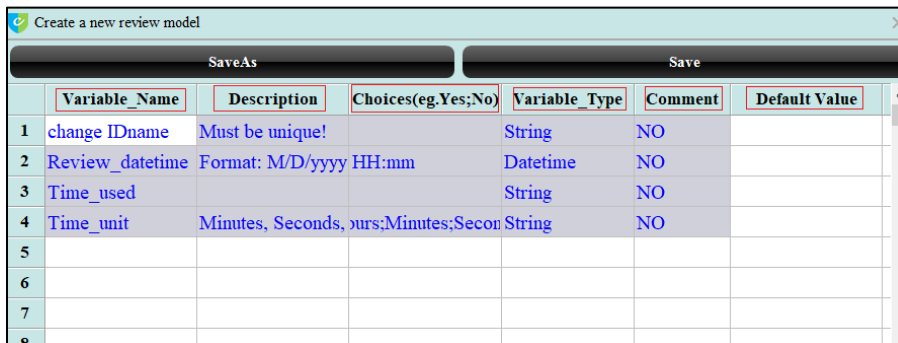 Create a new review model
SaveAs Save
Variable_Name Description Choices(eg.Yes;No) Variable_Type Comment Default Value
1 change IDname Must be unique! String NO
2 Review_datetime Format: M/D/yyyy HH:mm Datetime NO
3 Time_used String NO
4 Time_unit Minutes, Seconds, ours;Minutes;Secon String NO
5
6
7
8